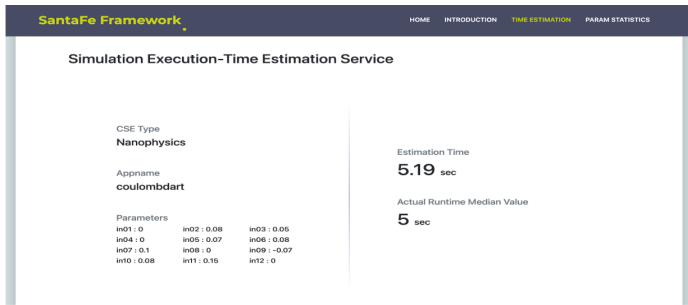 SantaFe Framework.
HOME INTRODUCTION TIME ESTIMATION PARAM STATISTICS
Simulation Execution-Time Estimation Service
CSE Type
Nanophysics
Appname
coulombdart
Parameters
in01 : 0 in02 : 0.08 in03 : 0.05
in04 : 0 in05 : 0.07 in06 : 0.08
in07 : 0.1 in08 : 0 in09 : -0.07
in10 : 0.08 in11 : 0.15 in12 : 0
Estimation Time
5.19 sec
Actual Runtime Median Value
5 sec